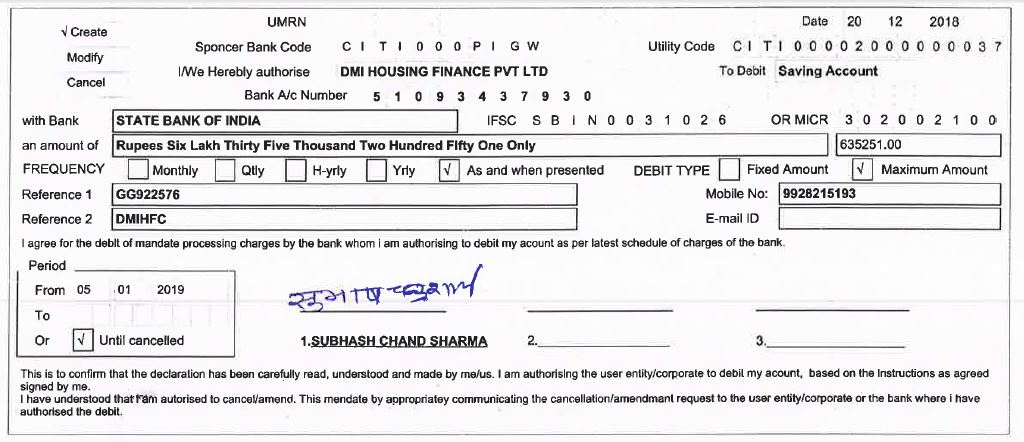 UMRN Date 20 12 2018
√ Create
Sponcer Bank Code C I T I 0 0 0 P I G W Utility Code C I T I 0 0 0 0 2 0 0 0 0 0 0 0 0 3 7
Modify
I/We Hereby authorise DMI HOUSING FINANCE PVT LTD To Debit Saving Account
Cancel
Bank A/c Number 5 1 0 9 3 4 3 7 9 3 0
with Bank STATE BANK OF INDIA IFSC S B I N 0 0 3 1 0 2 6 OR MICR 3 0 2 0 0 2 1 0 0
an amount of Rupees Six Lakh Thirty Five Thousand Two Hundred Fifty One Only 635251.00
FREQUENCY Monthly Qtly H-yrly Yrly √ As and when presented DEBIT TYPE Fixed Amount √ Maximum Amount
Reference 1 GG922576 Mobile No: 9928215193
Reference 2 DMIHFC E-mail ID
I agree for the debit of mandate processing charges by the bank whom i am authorising to debit my acount as per latest schedule of charges of the bank.
Period
From 05 01 2019
To
Or √ Until cancelled
1.SUBHASH CHAND SHARMA 2. 3.
This is to confirm that the declaration has been carefully read, understood and made by me/us. I am authorising the user entity/corporate to debit my acount, based on the instructions as agreed
signed by me.
I have understood that I am autorised to cancel/amend. This mendate by appropriatey communicating the cancellation/amendmant request to the user entity/corporate or the bank where i have
authorised the debit.